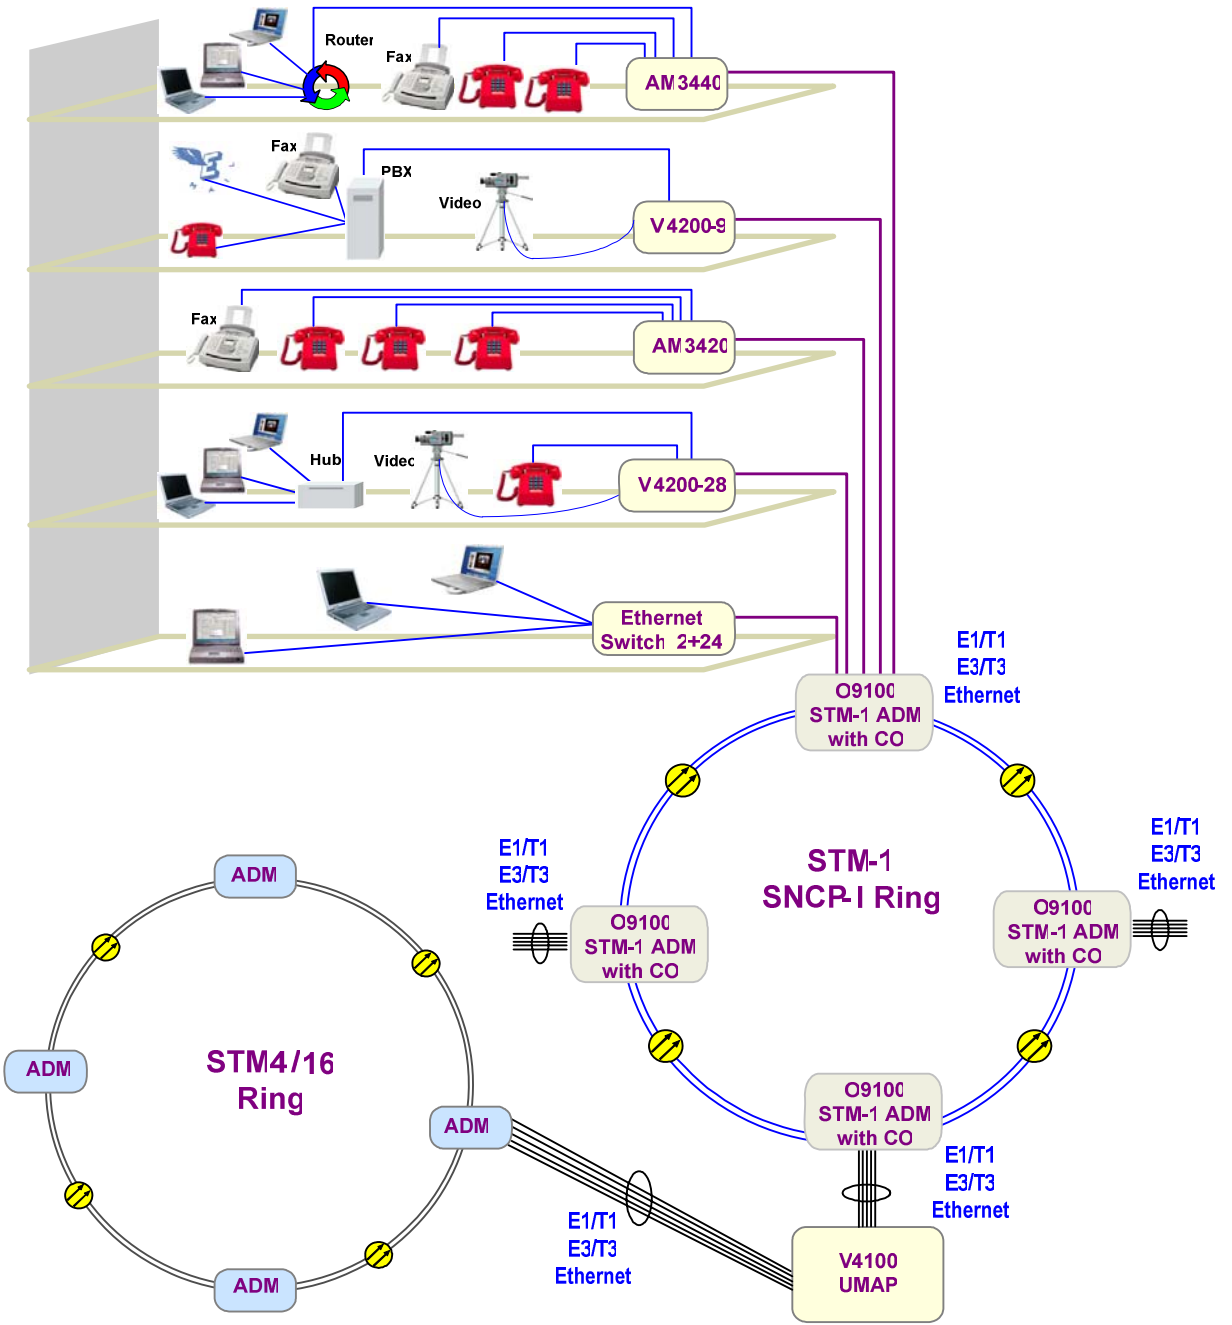 Router
Fax
AM3440
Fax
PBX
Video
V4200-9
Fax
AM3420
Hub
Video
V4200-28
Ethernet
Switch 2+24
E1/T1
E3/T3
Ethernet
O9100
STM-1 ADM
with CO
E1/T1
E3/T3
Ethernet
STM-1
SNCP-I Ring
E1/T1
E3/T3
Ethernet
O9100
STM-1 ADM
with CO
O9100
STM-1 ADM
with CO
ADM
STM4/16
Ring
ADM
ADM
ADM
O9100
STM-1 ADM
with CO
E1/T1
E3/T3
Ethernet
E1/T1
E3/T3
Ethernet
V4100
UMAP